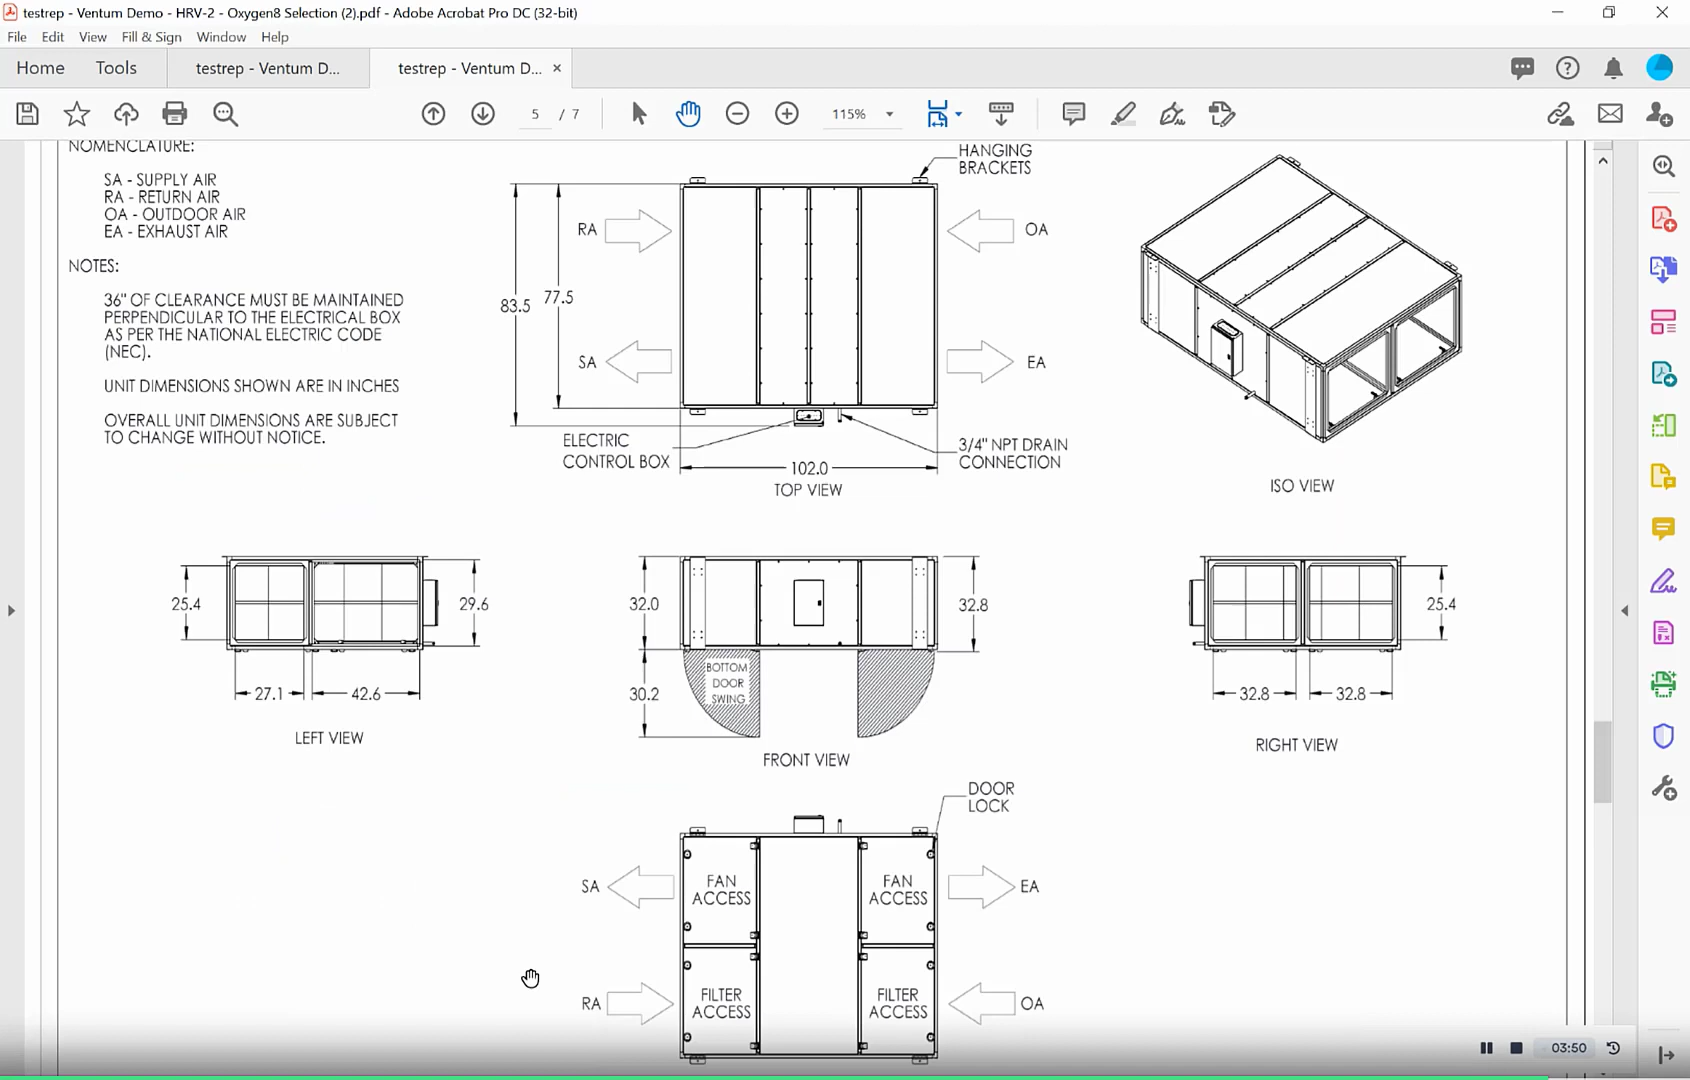 testrep - Ventum Demo - HRV-2 - Oxygen8 Selection (2).pdf - Adobe Acrobat Pro DC (32-bit)
File Edit View Fill & Sign Window Help
Home Tools testrep - Ventum D... testrep - Ventum D... ×
5 / 7 115%
NOMENCLATURE:
SA - SUPPLY AIR
RA - RETURN AIR
OA - OUTDOOR AIR
EA - EXHAUST AIR
NOTES:
36" OF CLEARANCE MUST BE MAINTAINED
PERPENDICULAR TO THE ELECTRICAL BOX
AS PER THE NATIONAL ELECTRIC CODE
(NEC).
UNIT DIMENSIONS SHOWN ARE IN INCHES
OVERALL UNIT DIMENSIONS ARE SUBJECT
TO CHANGE WITHOUT NOTICE.
HANGING
BRACKETS
RA
OA
83.5
77.5
SA
EA
ELECTRIC
CONTROL BOX
3/4" NPT DRAIN
CONNECTION
102.0
TOP VIEW
ISO VIEW
25.4
29.6
27.1
42.6
LEFT VIEW
32.0
32.8
30.2
BOTTOM
DOOR
SWING
FRONT VIEW
25.4
32.8
32.8
RIGHT VIEW
DOOR
LOCK
SA
FAN
ACCESS
FAN
ACCESS
EA
RA
FILTER
ACCESS
FILTER
ACCESS
OA
03:50